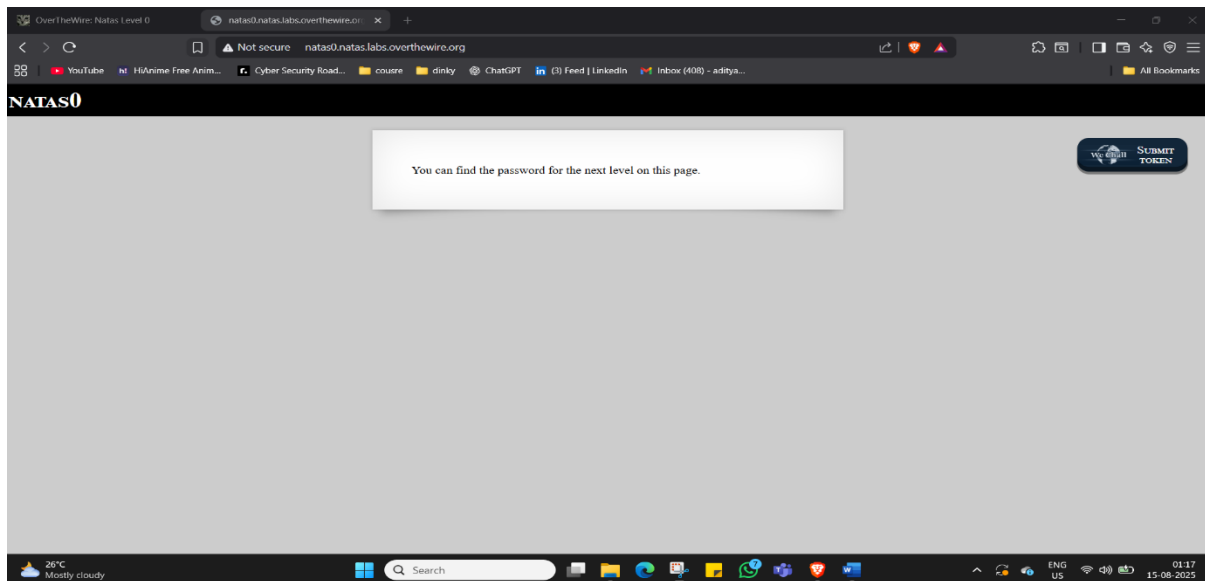 OverTheWire: Natas Level 0
natas0.natas.labs.overthewire.or
Not secure natas0.natas.labs.overthewire.org
YouTube
h! HiAnime Free Anim...
r. Cyber Security Road...
cousre
dinky
ChatGPT
in (3) Feed | LinkedIn
Inbox (408) - aditya...
All Bookmarks
NATAS0
You can find the password for the next level on this page.
We Chall
SUBMIT
TOKEN
26°C
Mostly cloudy
Search
ENG
US
01:17
15-08-2025